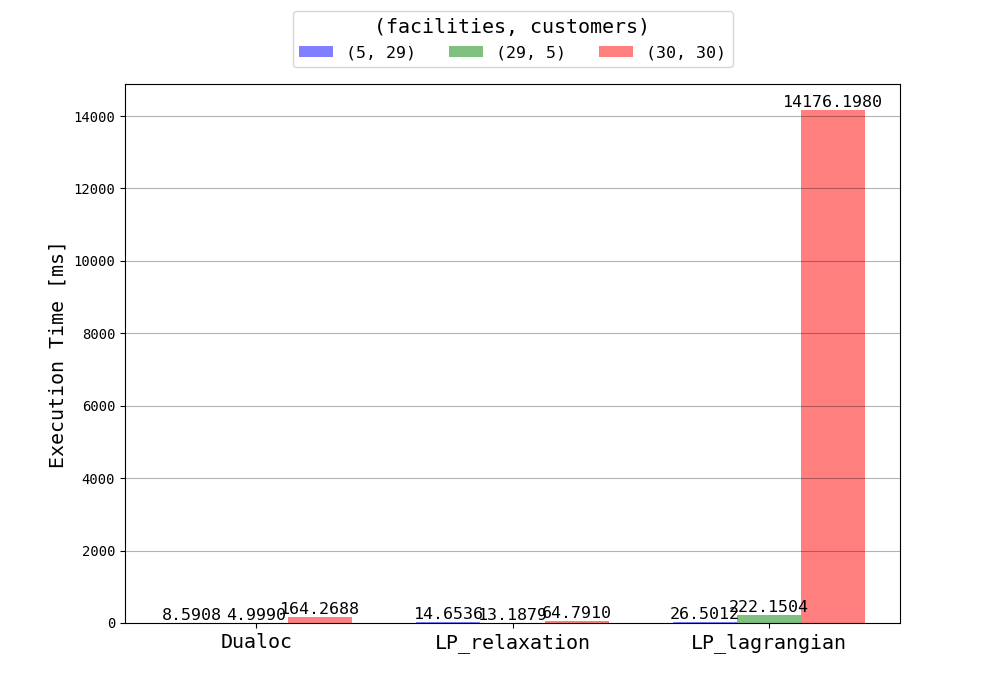 (facilities, customers)
(5, 29) (29, 5) (30, 30)
Execution Time [ms]
14000
12000
10000
8000
6000
4000
2000
0
14176.1980
8.5908 4.9990 164.2688 14.6536 13.1879 64.7910 26.5012 222.1504
Dualoc LP_relaxation LP_lagrangian